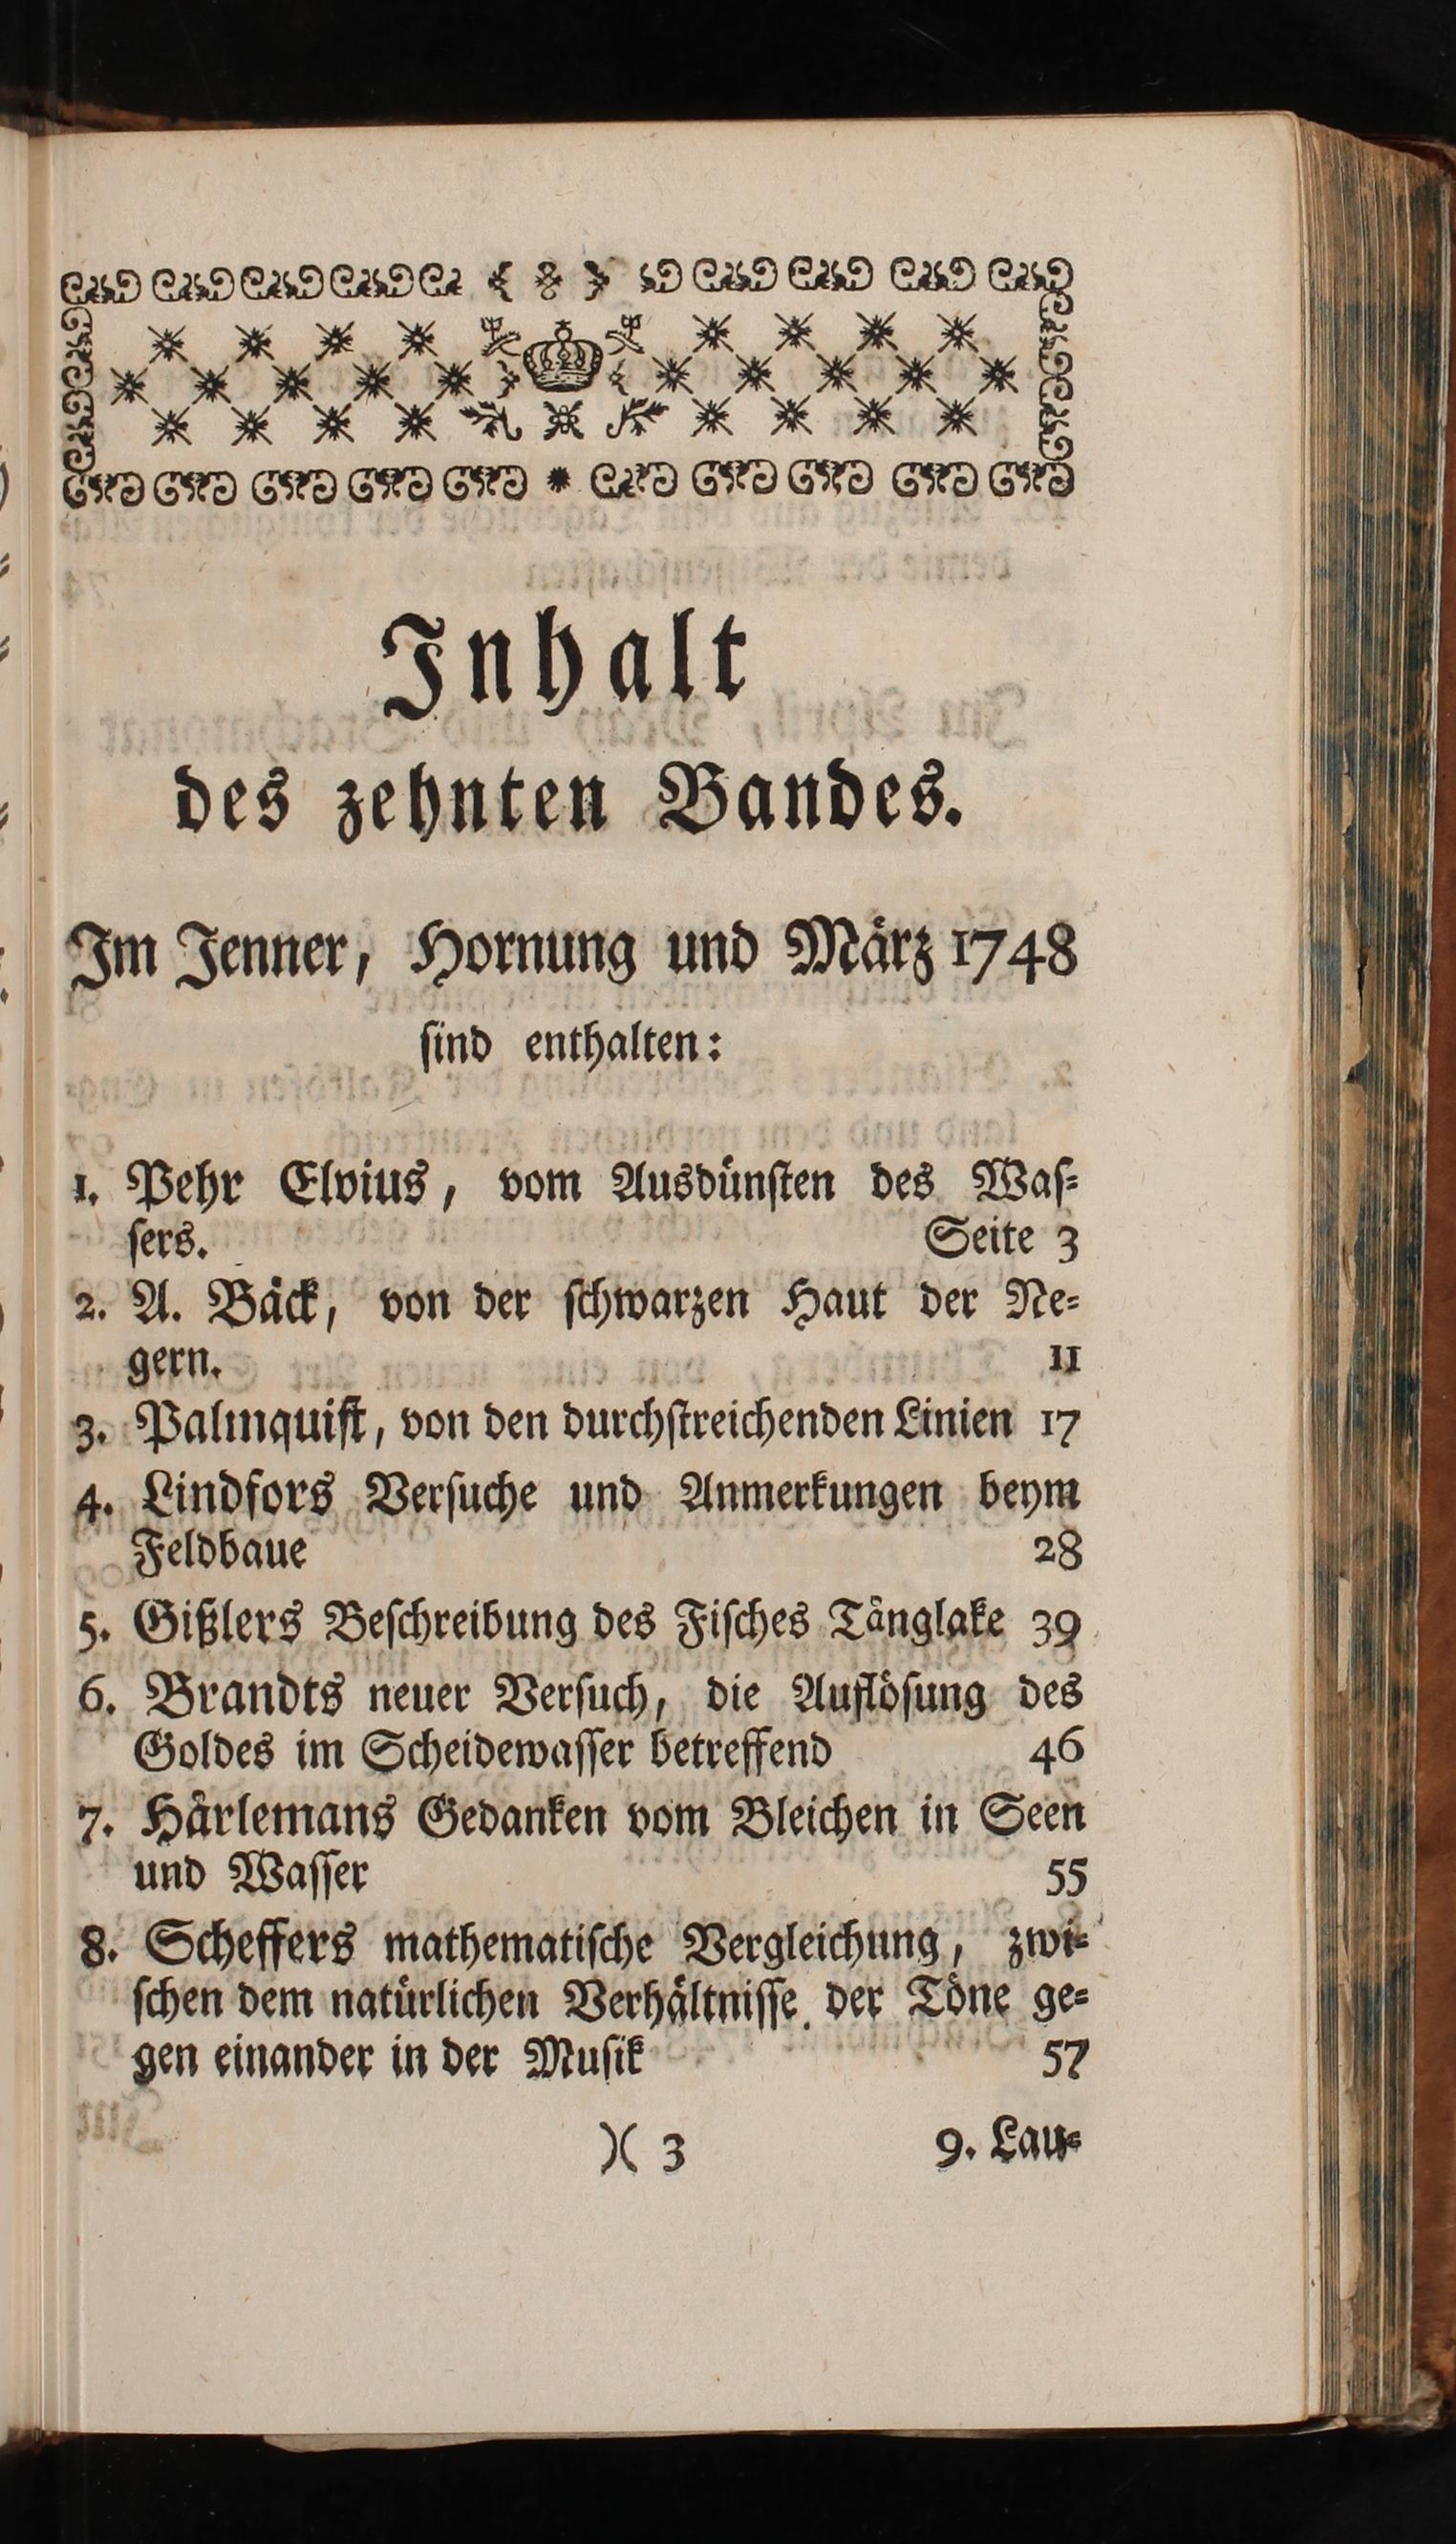 Inhalt
des zehnten Bandes.
Im Jenner, Hornung und März 1748
ſind enthalten:
1. Pehr Elvius, vom Ausdünſten des Waſ-
ſers. Seite 3
2. A. Bäck, von der ſchwarzen Haut der Ne-
gern. 11
3. Palmquiſt, von den durchſtreichenden Linien 17
4. Lindfors Verſuche und Anmerkungen beym
Feldbaue 28
5. Gißlers Beſchreibung des Fiſches Tånglake 39
6. Brandts neuer Verſuch, die Auflöſung des
Goldes im Scheidewaſſer betreffend 46
7. Hårlemans Gedanken vom Bleichen in Seen
und Waſſer 55
8. Scheffers mathematiſche Vergleichung, zwi-
ſchen dem natürlichen Verhältniſſe der Töne ge-
gen einander in der Muſik 57
)( 3 9. Lau-